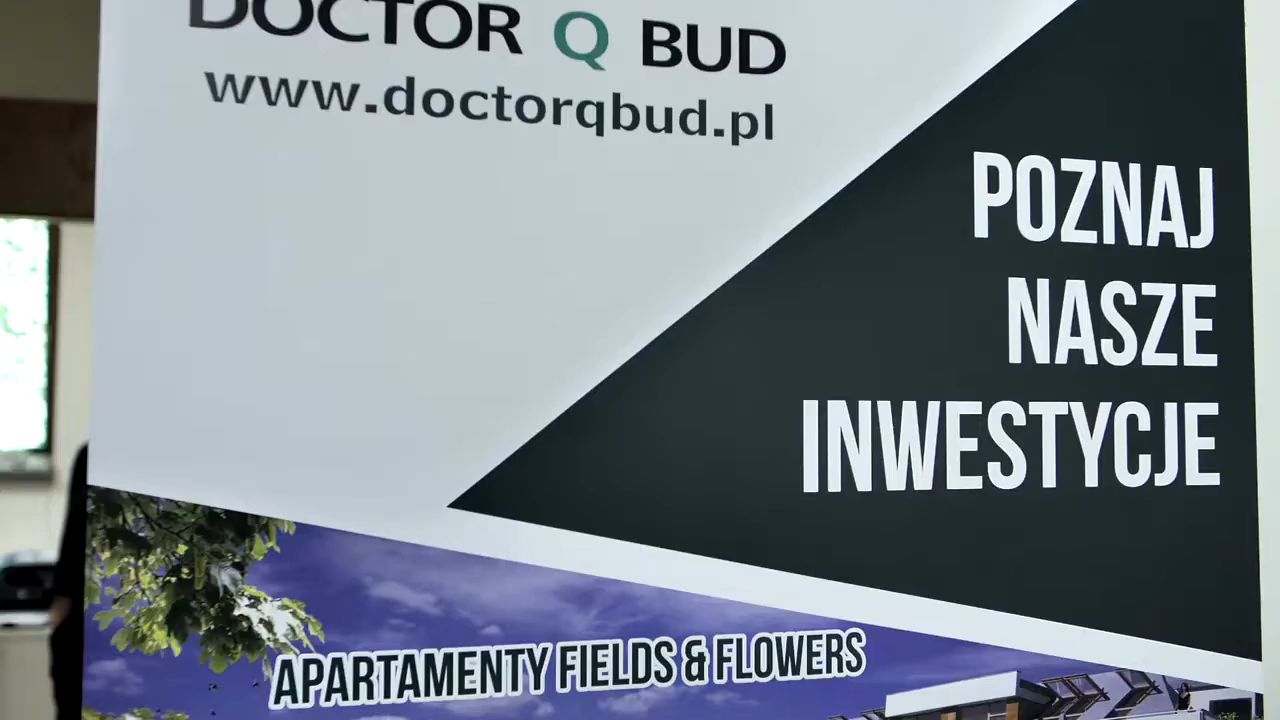 DOCTOR Q BUD
www.doctorqbud.pl
POZNAJ
NASZE
INWESTYCJE
APARTAMENTY FIELDS & FLOWERS